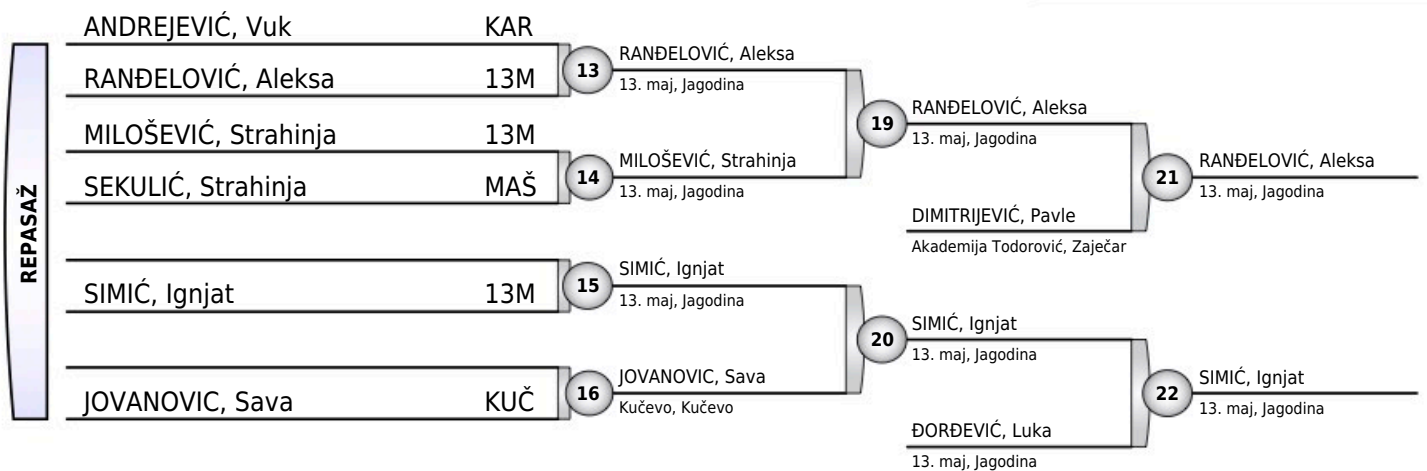 REPASAŽ
ANDREJEVIĆ, Vuk KAR
RANĐELOVIĆ, Aleksa 13M
MILOŠEVIĆ, Strahinja 13M
SEKULIĆ, Strahinja MAŠ
SIMIĆ, Ignjat 13M
JOVANOVIC, Sava KUČ
13
RANĐELOVIĆ, Aleksa
13. maj, Jagodina
14
MILOŠEVIĆ, Strahinja
13. maj, Jagodina
15
SIMIĆ, Ignjat
13. maj, Jagodina
16
JOVANOVIC, Sava
Kučevo, Kučevo
19
RANĐELOVIĆ, Aleksa
13. maj, Jagodina
DIMITRIJEVIĆ, Pavle
Akademija Todorović, Zaječar
20
SIMIĆ, Ignjat
13. maj, Jagodina
ĐORĐEVIĆ, Luka
13. maj, Jagodina
21
RANĐELOVIĆ, Aleksa
13. maj, Jagodina
22
SIMIĆ, Ignjat
13. maj, Jagodina